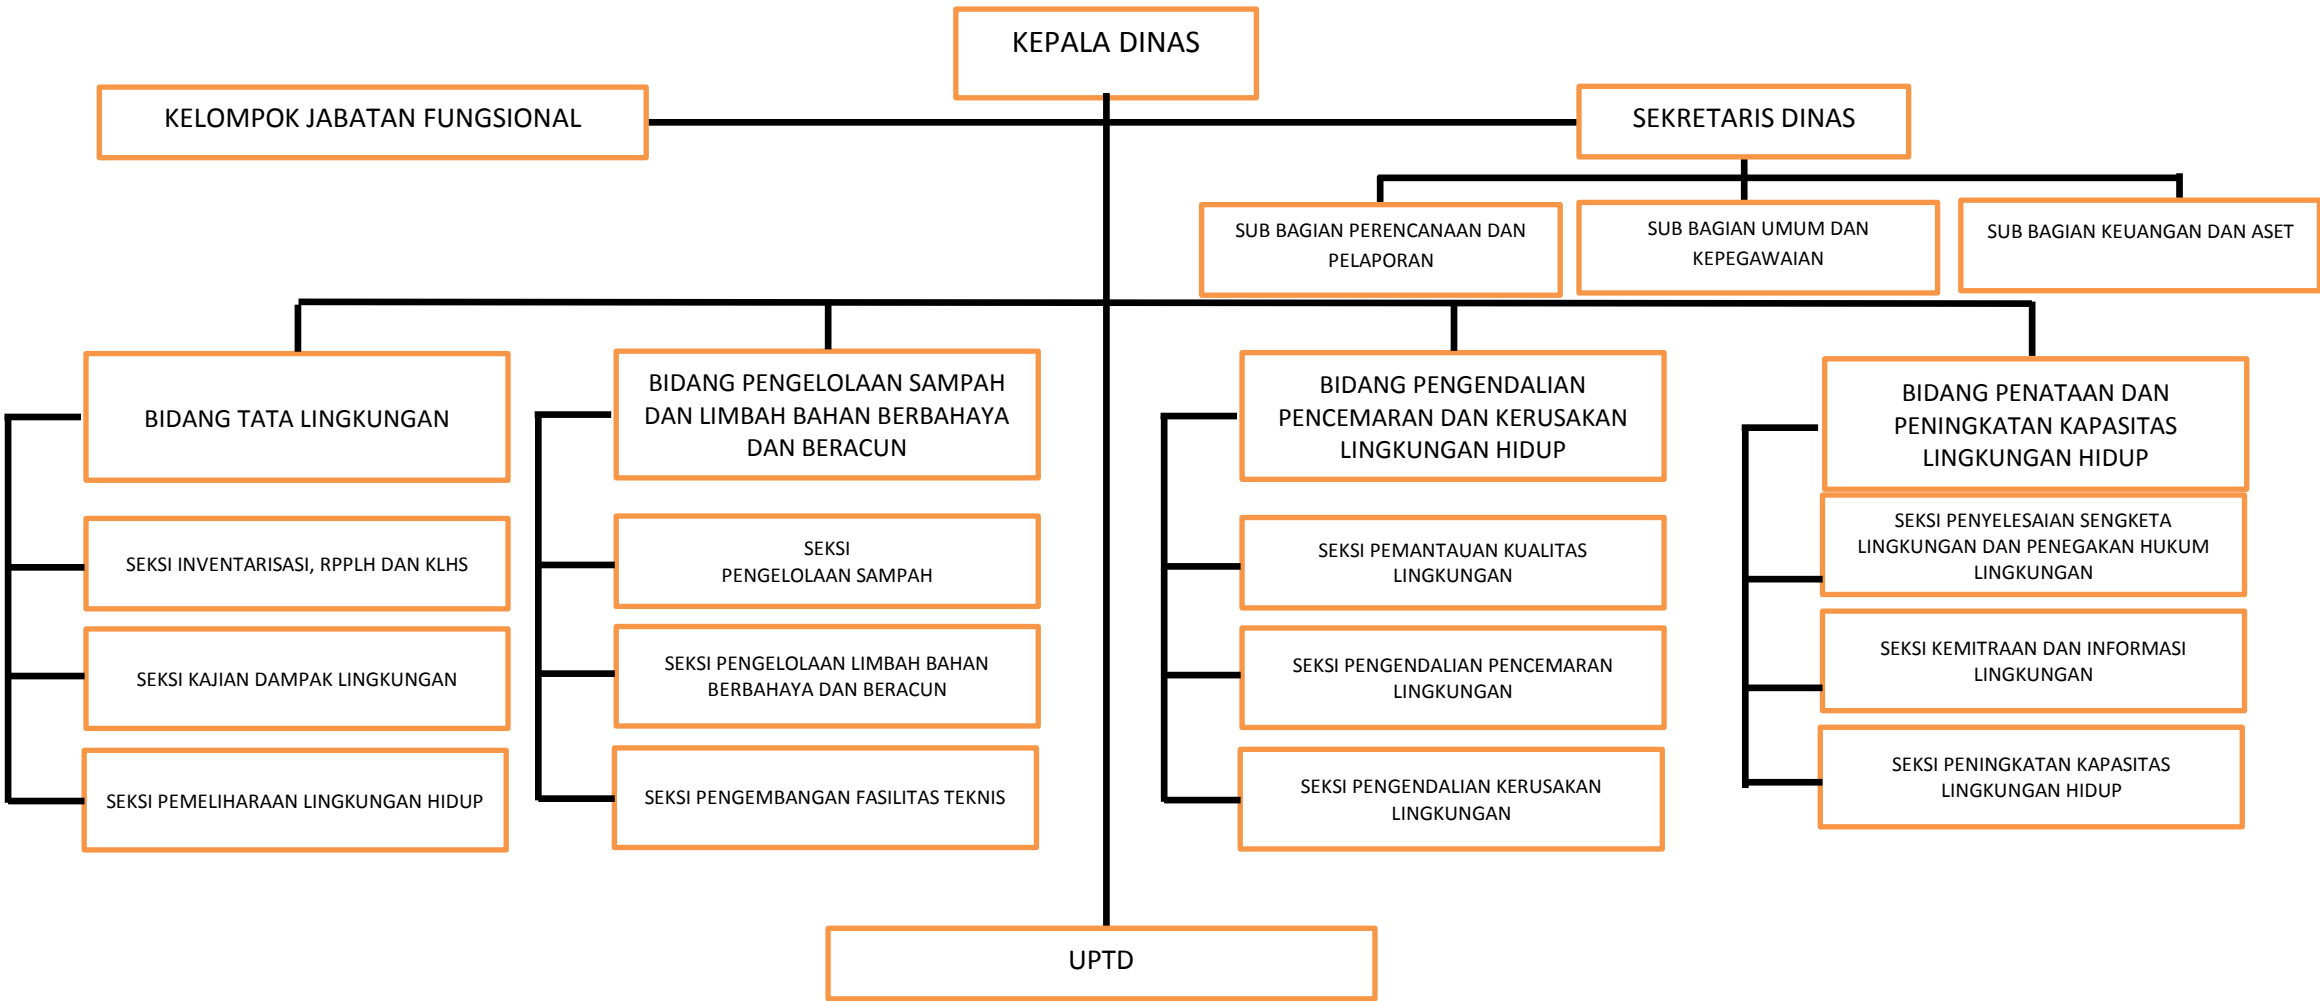 KEPALA DINAS
KELOMPOK JABATAN FUNGSIONAL
SEKRETARIS DINAS
SUB BAGIAN PERENCANAAN DAN
PELAPORAN
SUB BAGIAN UMUM DAN
KEPEGAWAIAN
SUB BAGIAN KEUANGAN DAN ASET
BIDANG TATA LINGKUNGAN
SEKSI INVENTARISASI, RPPLH DAN KLHS
SEKSI KAJIAN DAMPAK LINGKUNGAN
SEKSI PEMELIHARAAN LINGKUNGAN HIDUP
BIDANG PENGELOLAAN SAMPAH
DAN LIMBAH BAHAN BERBAHAYA
DAN BERACUN
SEKSI
PENGELOLAAN SAMPAH
SEKSI PENGELOLAAN LIMBAH BAHAN
BERBAHAYA DAN BERACUN
SEKSI PENGEMBANGAN FASILITAS TEKNIS
BIDANG PENGENDALIAN
PENCEMARAN DAN KERUSAKAN
LINGKUNGAN HIDUP
SEKSI PEMANTAUAN KUALITAS
LINGKUNGAN
SEKSI PENGENDALIAN PENCEMARAN
LINGKUNGAN
SEKSI PENGENDALIAN KERUSAKAN
LINGKUNGAN
BIDANG PENATAAN DAN
PENINGKATAN KAPASITAS
LINGKUNGAN HIDUP
SEKSI PENYELESAIAN SENGKETA
LINGKUNGAN DAN PENEGAKAN HUKUM
LINGKUNGAN
SEKSI KEMITRAAN DAN INFORMASI
LINGKUNGAN
SEKSI PENINGKATAN KAPASITAS
LINGKUNGAN HIDUP
UPTD